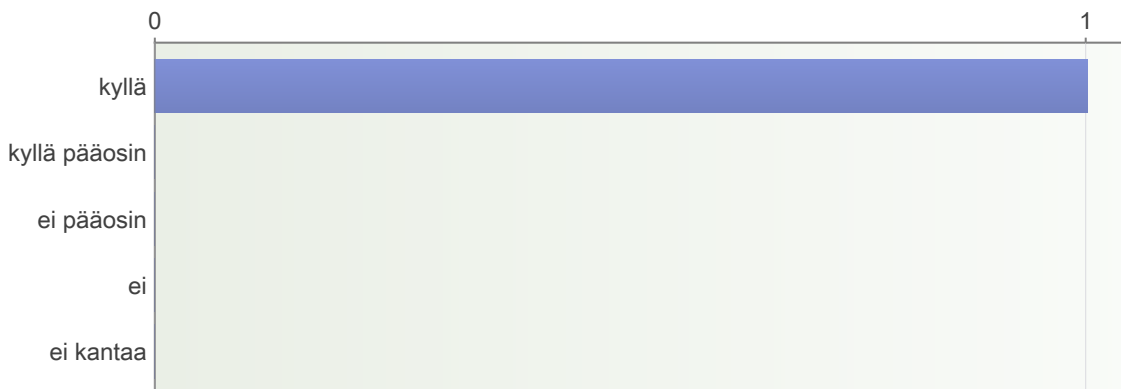 0 1
kyllä
kyllä pääosin
ei pääosin
ei
ei kantaa